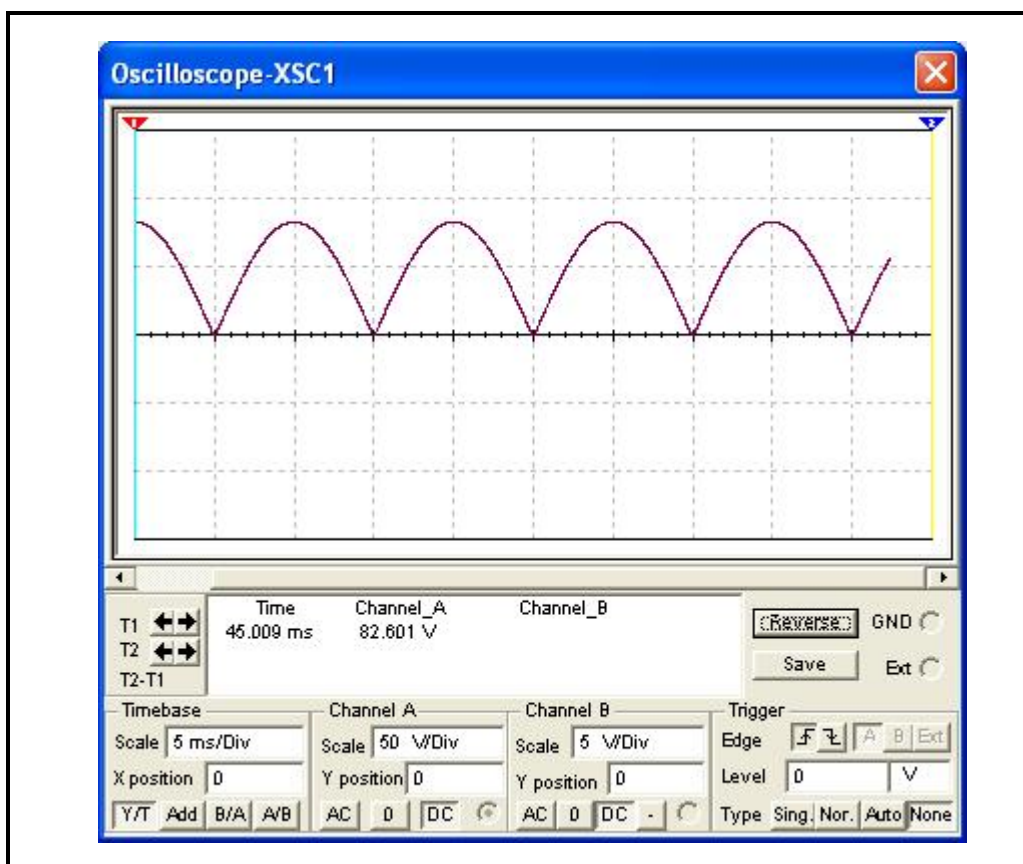 Oscilloscope-XSC1
1 2
Time Channel_A Channel_B
T1 45.009 ms 82.601 V
T2
T2-T1
Reverse GND
Save Ext
Timebase Channel A Channel B Trigger
Scale 5 ms/Div Scale 50 V/Div Scale 5 V/Div Edge A B Ext
X position 0 Y position 0 Y position 0 Level 0 V
Y/T Add B/A A/B AC 0 DC AC 0 DC - Type Sing. Nor. Auto None